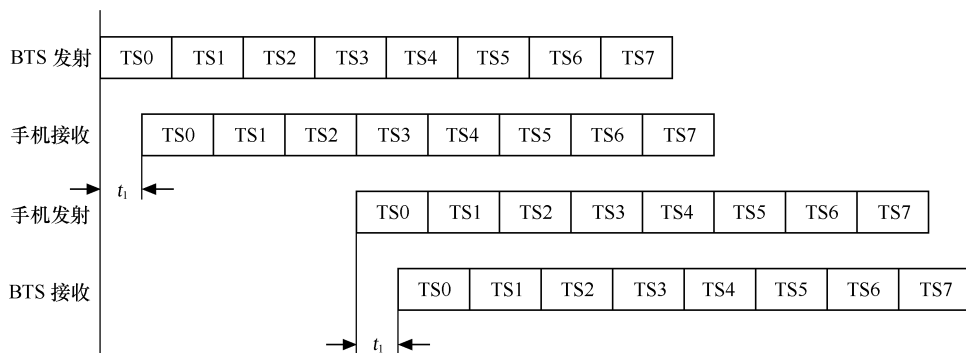 BTS 发射 TS0 TS1 TS2 TS3 TS4 TS5 TS6 TS7
手机接收 TS0 TS1 TS2 TS3 TS4 TS5 TS6 TS7
t₁
手机发射 TS0 TS1 TS2 TS3 TS4 TS5 TS6 TS7
BTS 接收 TS0 TS1 TS2 TS3 TS4 TS5 TS6 TS7
t₁